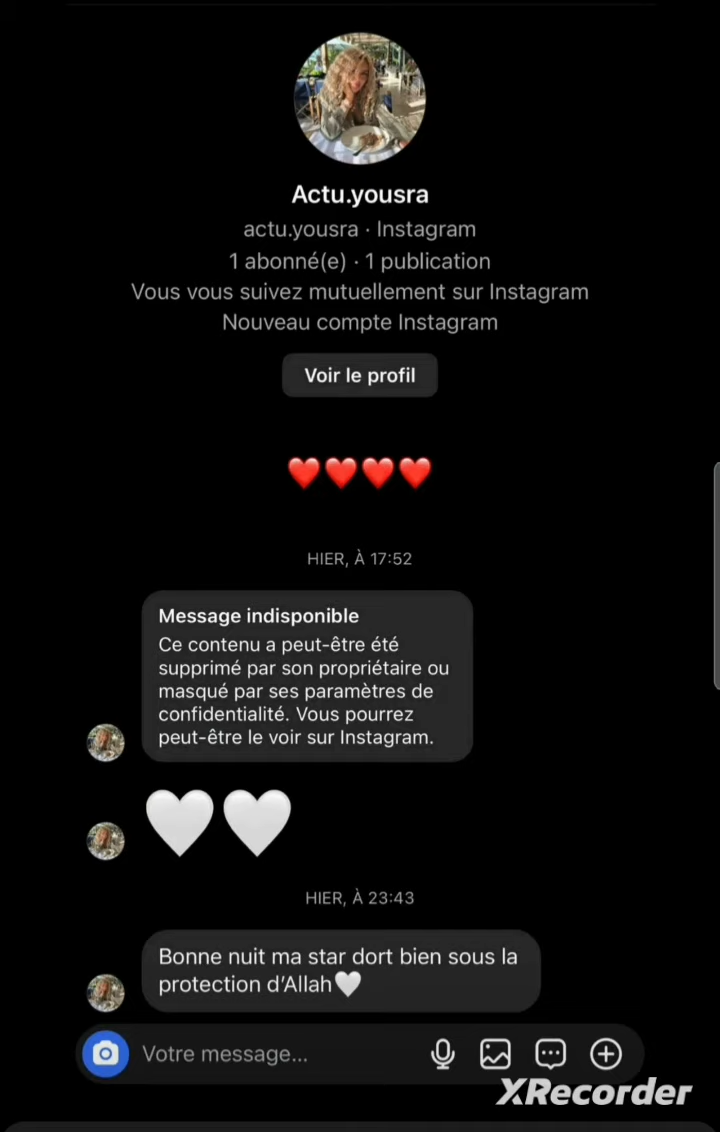 Actu.yousra
actu.yousra · Instagram
1 abonné(e) · 1 publication
Vous vous suivez mutuellement sur Instagram
Nouveau compte Instagram
Voir le profil
❤️❤️❤️❤️
HIER, À 17:52
Message indisponible
Ce contenu a peut-être été
supprimé par son propriétaire ou
masqué par ses paramètres de
confidentialité. Vous pourrez
peut-être le voir sur Instagram.
🤍🤍
HIER, À 23:43
Bonne nuit ma star dort bien sous la
protection d’Allah🤍
Votre message...
XRecorder